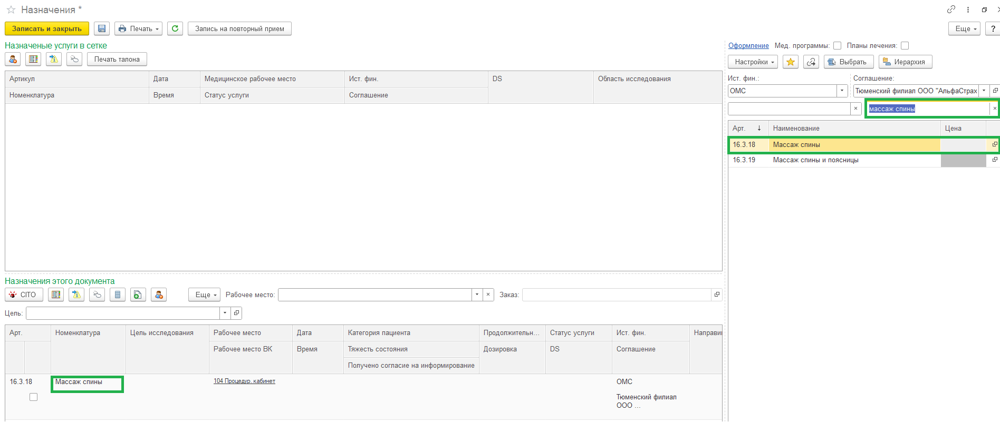 Назначения *
Записать и закрыть
Печать
Запись на повторный прием
Еще
?
Назначеные услуги в сетке
Печать талона
Артикул
Дата
Медицинское рабочее место
Ист. фин.
DS
Область исследования
Номенклатура
Время
Статус услуги
Соглашение
Оформление
Мед. программы:
Планы лечения:
Настройки
Выбрать
Иерархия
Ист. фин.:
Соглашение:
ОМС
Тюменский филиал ООО "АльфаСтрах
массаж спины
Арт.
Наименование
Цена
16.3.18
Массаж спины
16.3.19
Массаж спины и поясницы
Назначения этого документа
CITO
Еще
Рабочее место:
Заказ:
Цель:
Арт.
Номенклатура
Цель исследования
Рабочее место
Дата
Категория пациента
Продолжительн...
Статус услуги
Ист. фин.
Направи
Рабочее место ВК
Время
Тяжесть состояния
Дозировка
DS
Соглашение
Получено согласие на информирование
16.3.18
Массаж спины
104 Процедур. кабинет
ОМС
Тюменский филиал
ООО ...